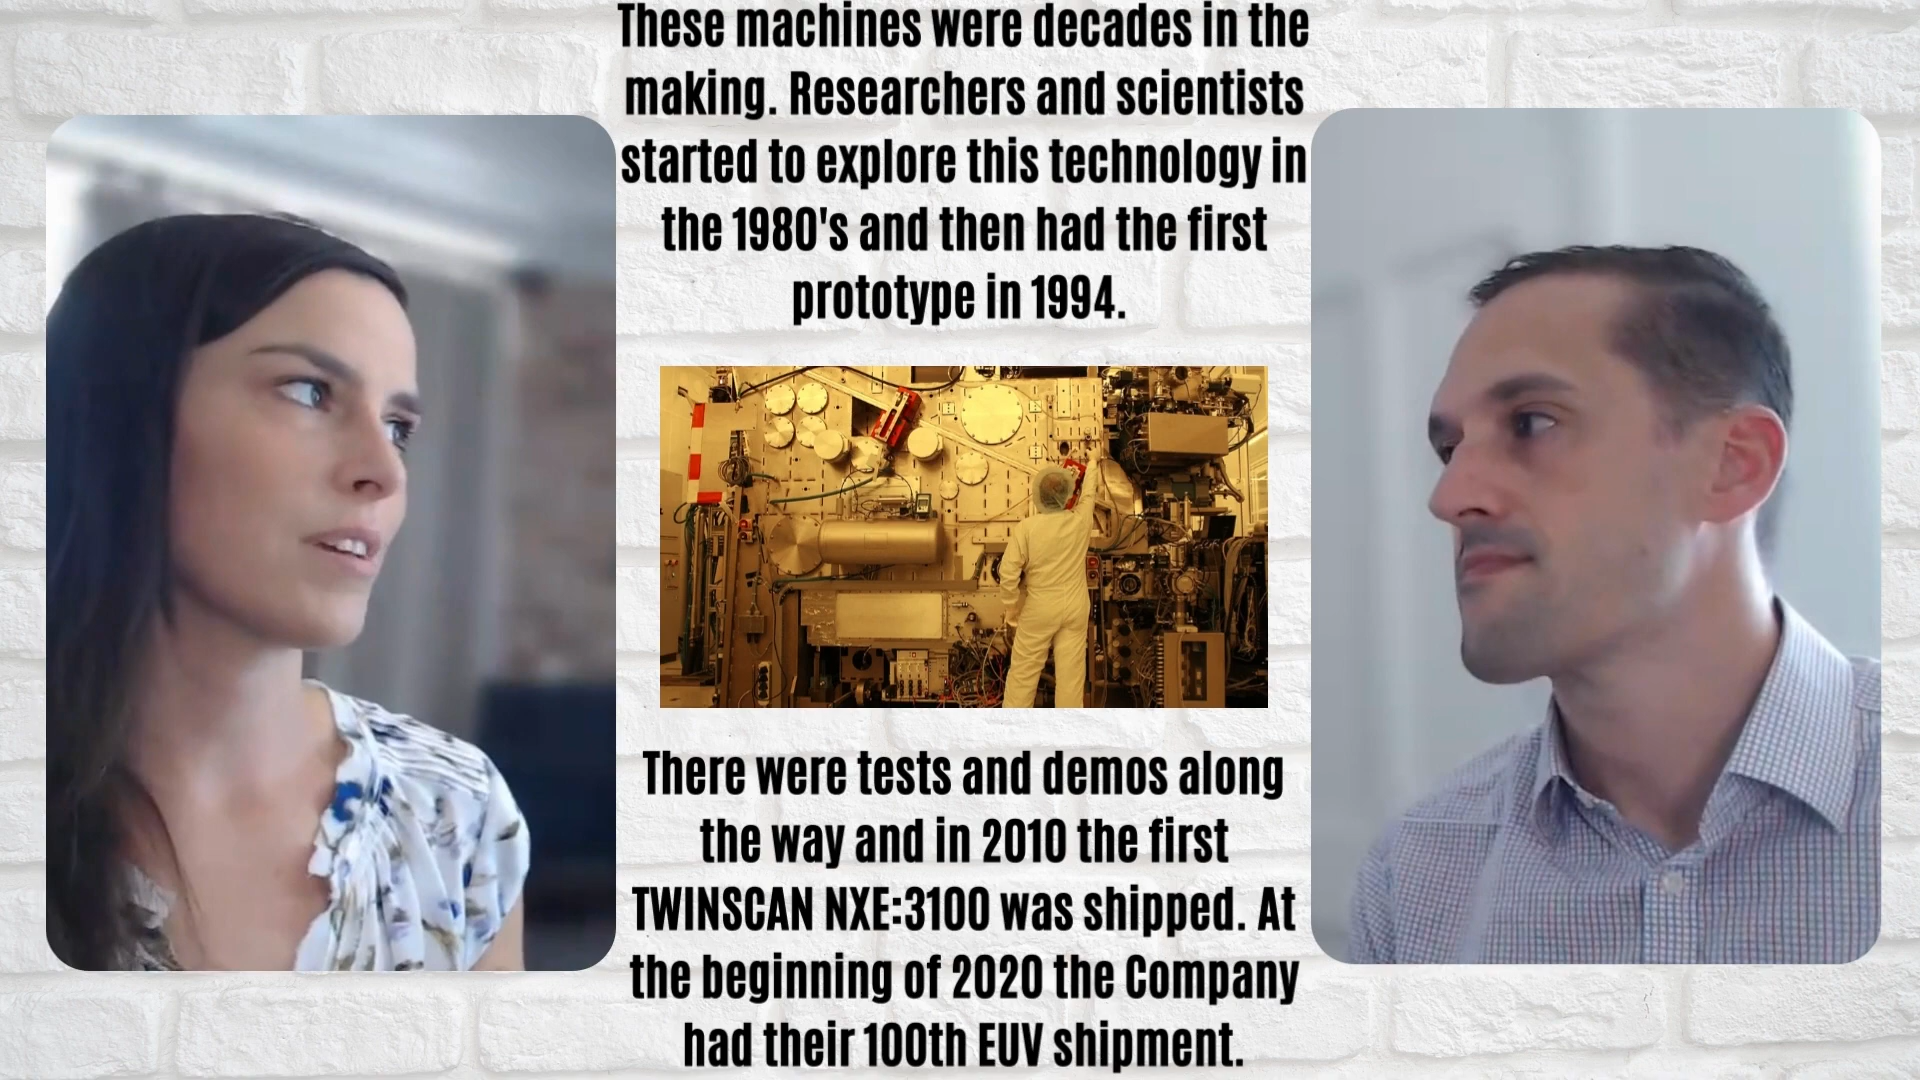 These machines were decades in the
making. Researchers and scientists
started to explore this technology in
the 1980's and then had the first
prototype in 1994.
There were tests and demos along
the way and in 2010 the first
TWINSCAN NXE:3100 was shipped. At
the beginning of 2020 the Company
had their 100th EUV shipment.